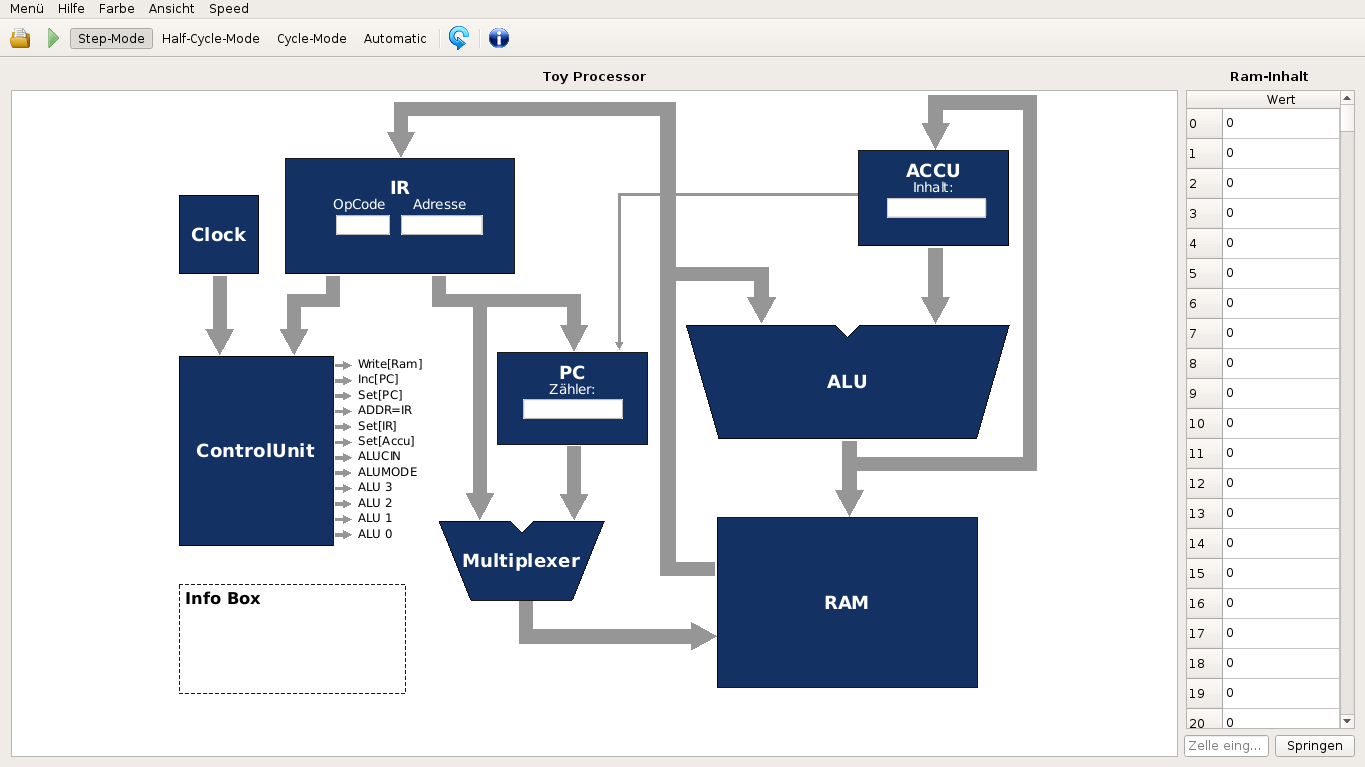 Menü Hilfe Farbe Ansicht Speed
Step-Mode Half-Cycle-Mode Cycle-Mode Automatic
Toy Processor
Ram-Inhalt
Wert
IR
OpCode Adresse
ACCU
Inhalt:
Clock
PC
Zähler:
ALU
ControlUnit
Write[Ram]
Inc[PC]
Set[PC]
ADDR=IR
Set[IR]
Set[Accu]
ALUCIN
ALUMODE
ALU 3
ALU 2
ALU 1
ALU 0
Multiplexer
RAM
Info Box
0 0
1 0
2 0
3 0
4 0
5 0
6 0
7 0
8 0
9 0
10 0
11 0
12 0
13 0
14 0
15 0
16 0
17 0
18 0
19 0
20 0
Zelle eing... Springen